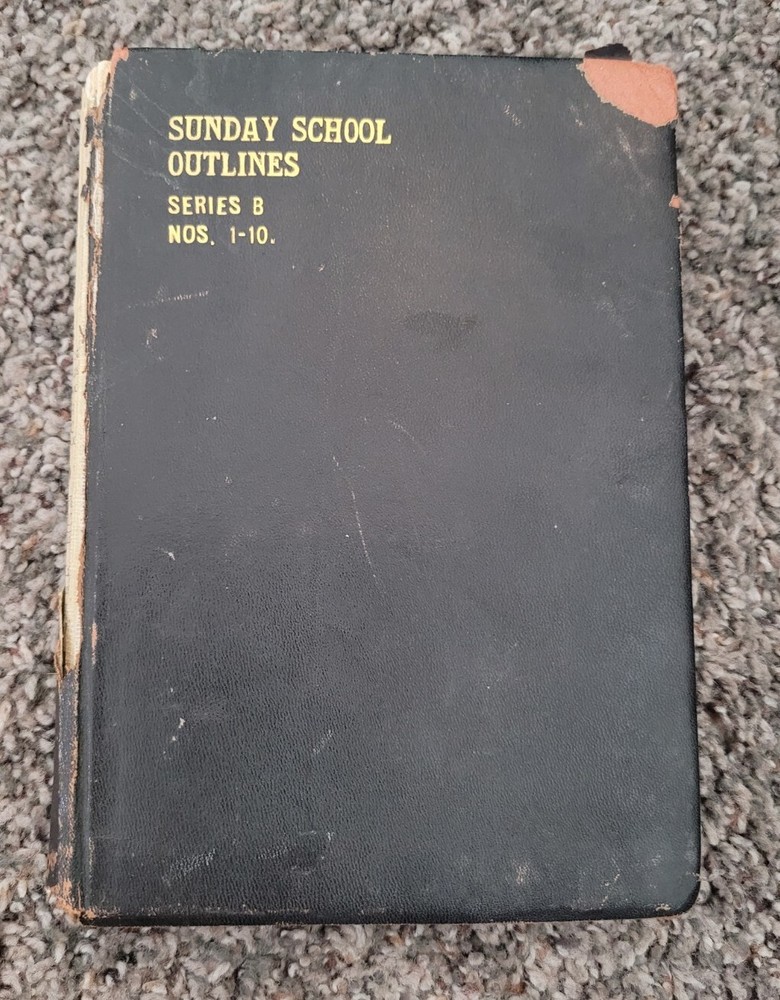 SUNDAY SCHOOL
OUTLINES
SERIES B
NOS. 1-10.